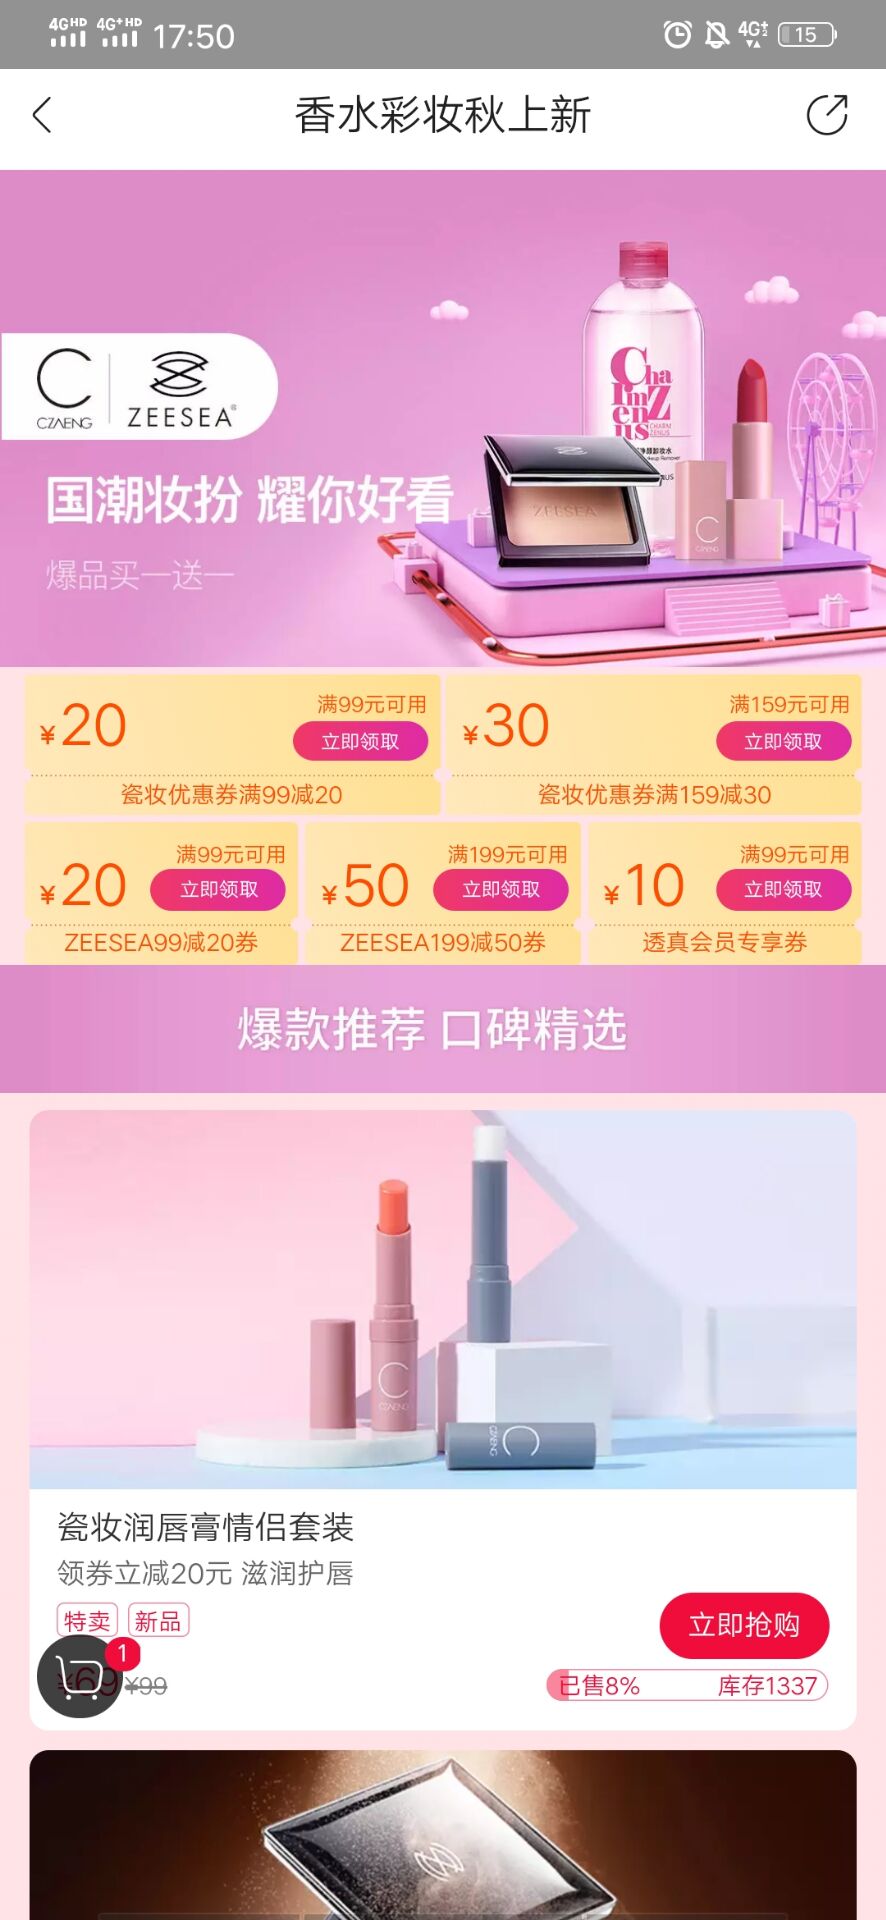 4GHD 4G+HD 17:50 4G+ 15
香水彩妆秋上新
CZAENG ZEESEA®
国潮妆扮 耀你好看
爆品买一送一
ZEESEA
C
CZAENG
¥20 满99元可用
立即领取
瓷妆优惠券满99减20
¥30 满159元可用
立即领取
瓷妆优惠券满159减30
¥20 满99元可用
立即领取
ZEESEA99减20券
¥50 满199元可用
立即领取
ZEESEA199减50券
¥10 满99元可用
立即领取
透真会员专享券
爆款推荐 口碑精选
C
CZAENG
C
CZAENG
瓷妆润唇膏情侣套装
领券立减20元 滋润护唇
特卖 新品
立即抢购
1
¥69 ¥99
已售8% 库存1337